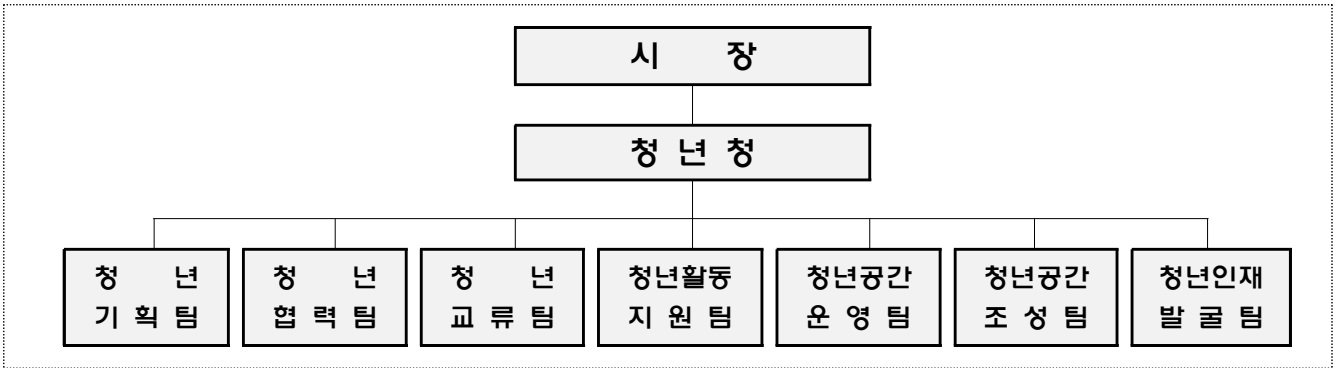 시 장
청 년 청
청 년
기 획 팀
청 년
협 력 팀
청 년
교 류 팀
청년활동
지 원 팀
청년공간
운 영 팀
청년공간
조 성 팀
청년인재
발 굴 팀